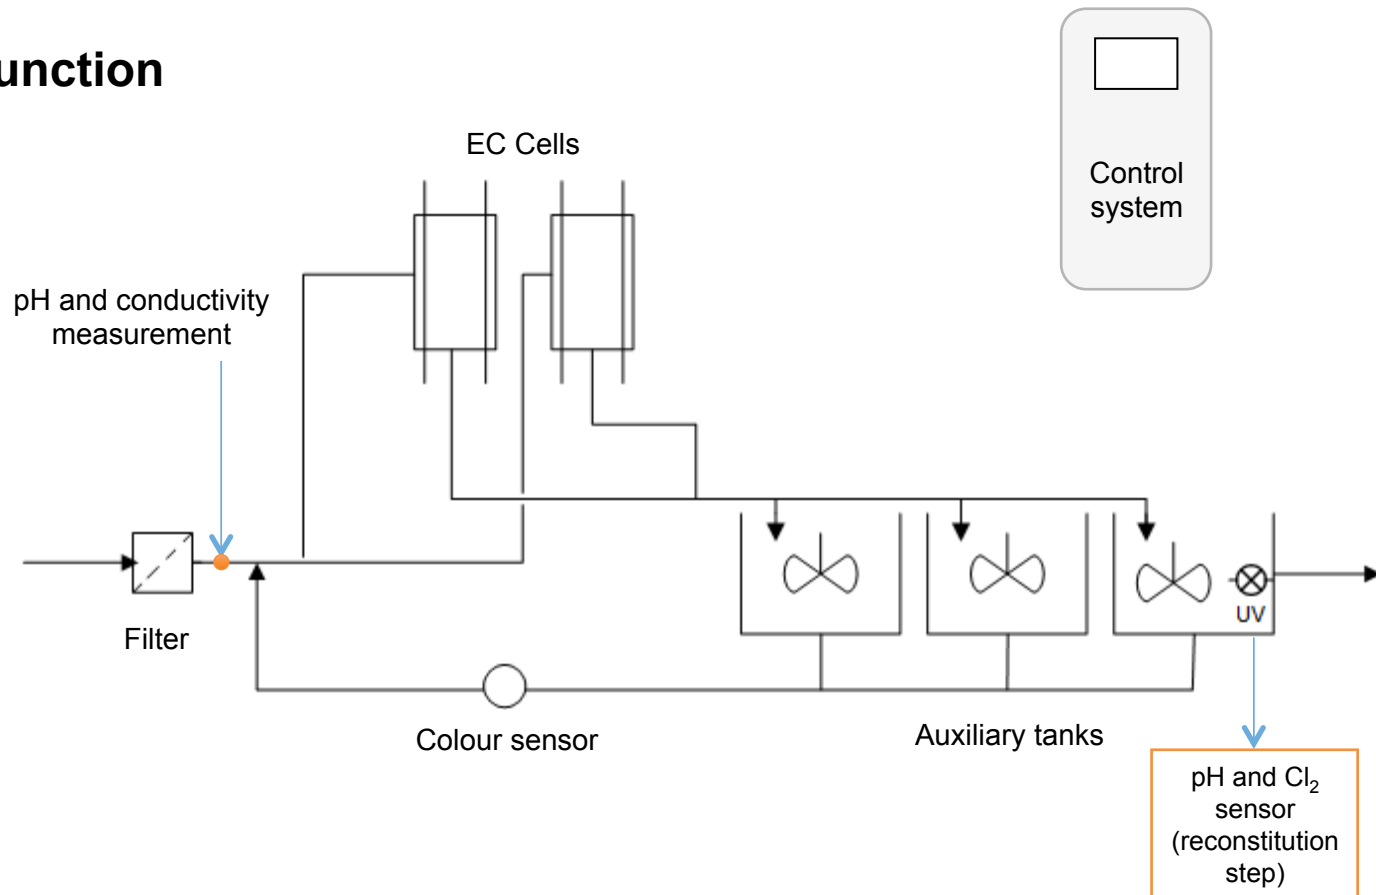 unction
EC Cells
Control
system
pH and conductivity
measurement
Filter
UV
Colour sensor
Auxiliary tanks
pH and Cl₂
sensor
(reconstitution
step)